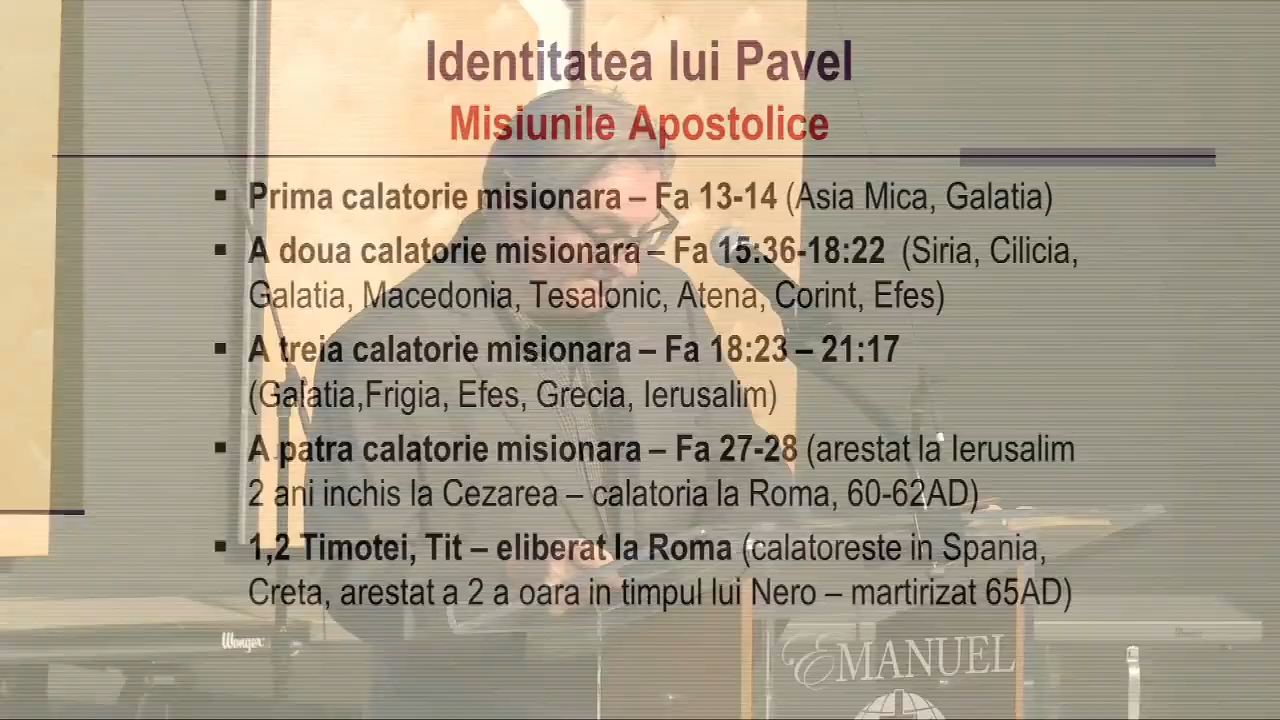 Identitatea lui Pavel
Misiunile Apostolice
▪ Prima calatorie misionara – Fa 13-14 (Asia Mica, Galatia)
▪ A doua calatorie misionara – Fa 15:36-18:22 (Siria, Cilicia,
Galatia, Macedonia, Tesalonic, Atena, Corint, Efes)
▪ A treia calatorie misionara – Fa 18:23 – 21:17
(Galatia,Frigia, Efes, Grecia, Ierusalim)
▪ A patra calatorie misionara – Fa 27-28 (arestat la Ierusalim
2 ani inchis la Cezarea – calatoria la Roma, 60-62AD)
▪ 1,2 Timotei, Tit – eliberat la Roma (calatoreste in Spania,
Creta, arestat a 2 a oara in timpul lui Nero – martirizat 65AD)
Wenger
EMANUEL